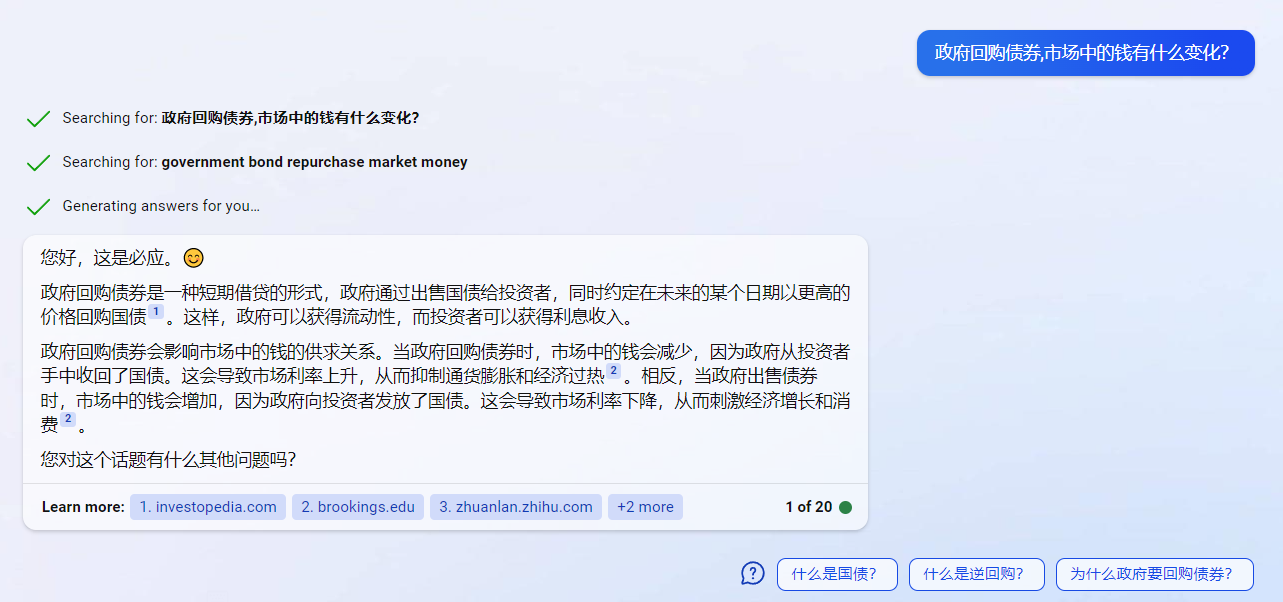 政府回购债券,市场中的钱有什么变化?
Searching for: 政府回购债券,市场中的钱有什么变化?
Searching for: government bond repurchase market money
Generating answers for you…
您好，这是必应。😊
政府回购债券是一种短期借贷的形式，政府通过出售国债给投资者，同时约定在未来的某个日期以更高的
价格回购国债 1 。这样，政府可以获得流动性，而投资者可以获得利息收入。
政府回购债券会影响市场中的钱的供求关系。当政府回购债券时，市场中的钱会减少，因为政府从投资者
手中收回了国债。这会导致市场利率上升，从而抑制通货膨胀和经济过热 2 。相反，当政府出售债券
时，市场中的钱会增加，因为政府向投资者发放了国债。这会导致市场利率下降，从而刺激经济增长和消
费 2 。
您对这个话题有什么其他问题吗?
Learn more: 1. investopedia.com 2. brookings.edu 3. zhuanlan.zhihu.com +2 more 1 of 20
什么是国债? 什么是逆回购? 为什么政府要回购债券?